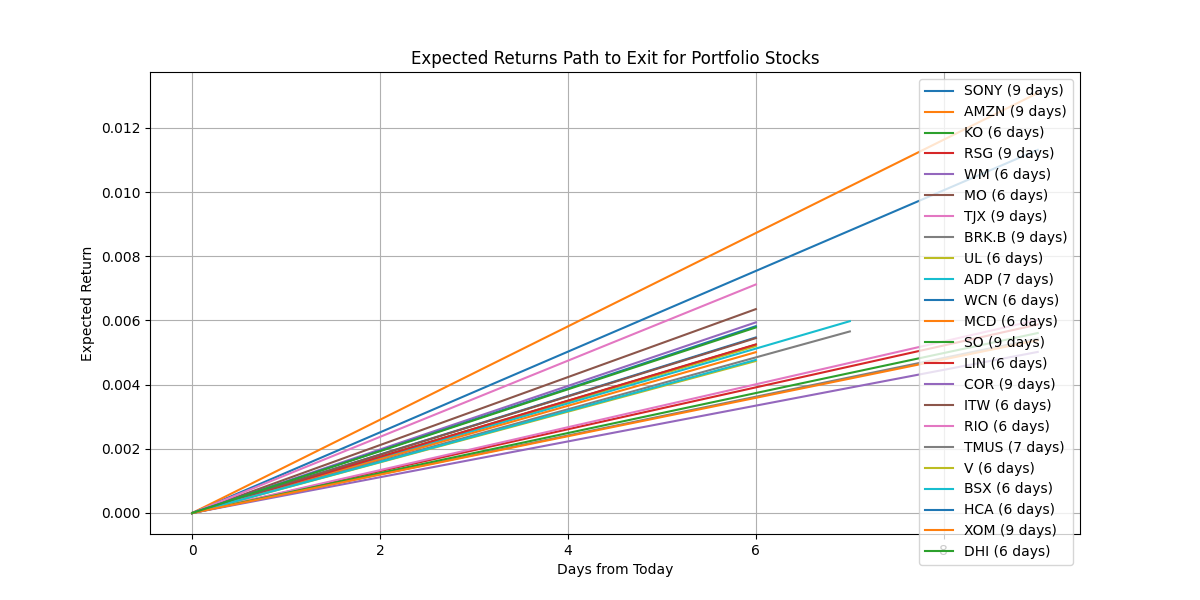 Expected Returns Path to Exit for Portfolio Stocks
Expected Return
0.012
0.010
0.008
0.006
0.004
0.002
0.000
0
2
4
6
8
Days from Today
SONY (9 days)
AMZN (9 days)
KO (6 days)
RSG (9 days)
WM (6 days)
MO (6 days)
TJX (9 days)
BRK.B (9 days)
UL (6 days)
ADP (7 days)
WCN (6 days)
MCD (6 days)
SO (9 days)
LIN (6 days)
COR (9 days)
ITW (6 days)
RIO (6 days)
TMUS (7 days)
V (6 days)
BSX (6 days)
HCA (6 days)
XOM (9 days)
DHI (6 days)